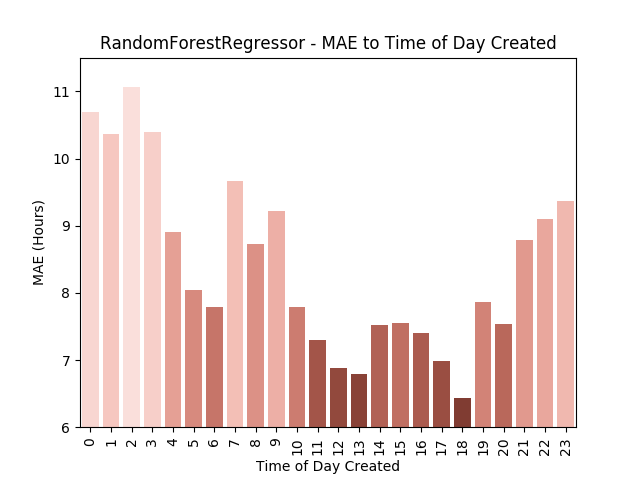 RandomForestRegressor - MAE to Time of Day Created
MAE (Hours)
11
10
9
8
7
6
0 1 2 3 4 5 6 7 8 9 10 11 12 13 14 15 16 17 18 19 20 21 22 23
Time of Day Created